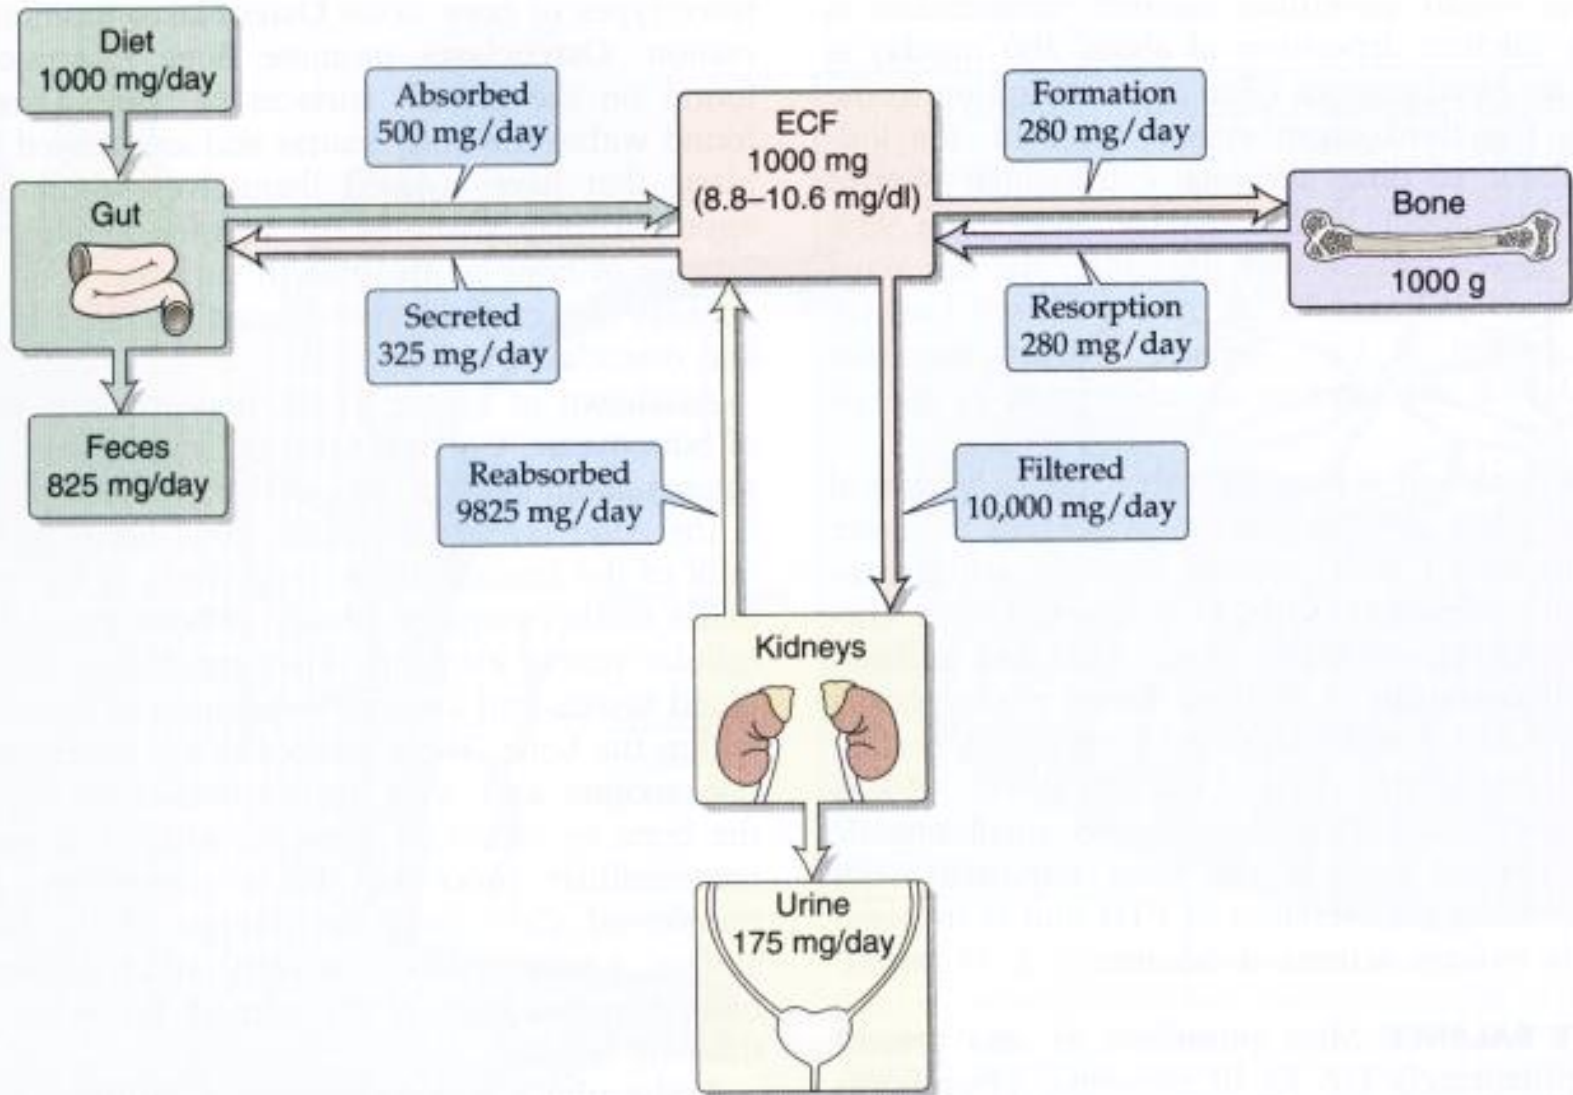 Diet
1000 mg/day
Absorbed
500 mg/day
ECF
1000 mg
(8.8–10.6 mg/dl)
Formation
280 mg/day
Gut
Bone
1000 g
Secreted
325 mg/day
Resorption
280 mg/day
Feces
825 mg/day
Reabsorbed
9825 mg/day
Filtered
10,000 mg/day
Kidneys
Urine
175 mg/day